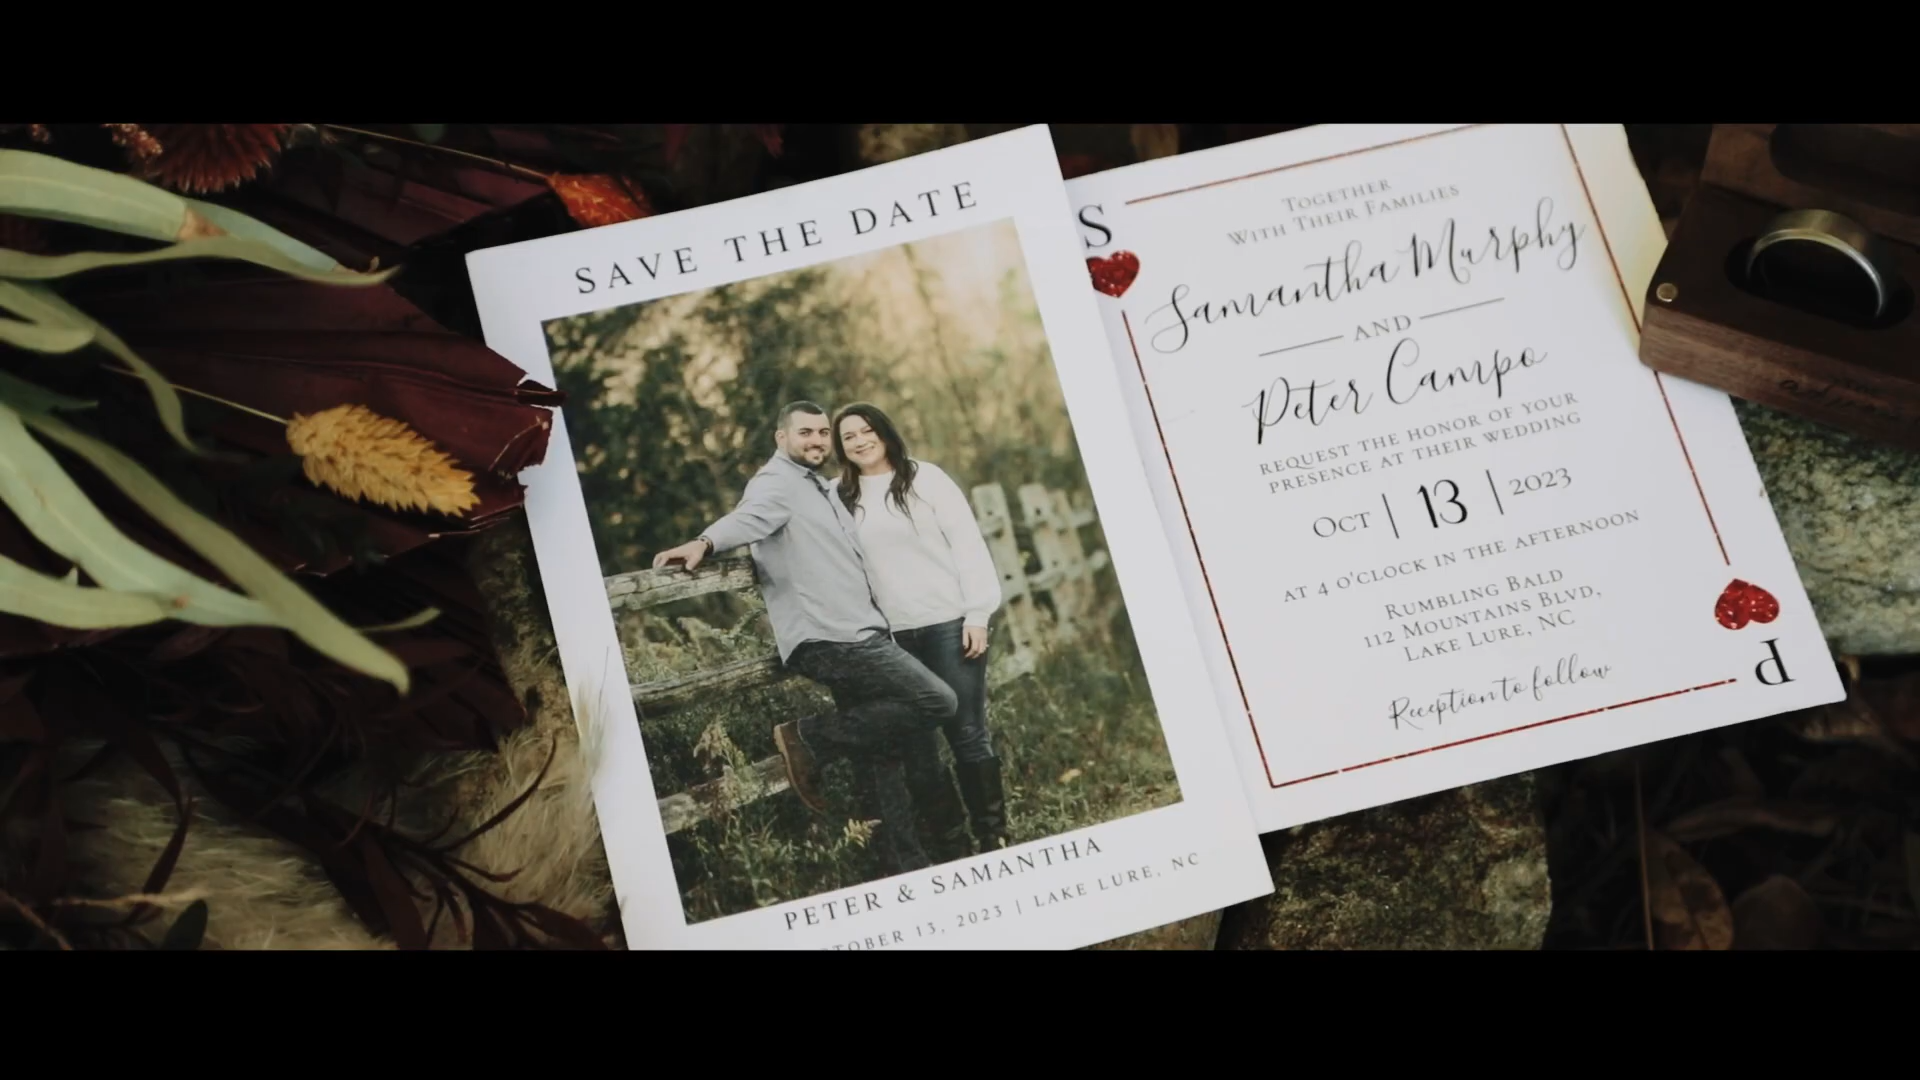 SAVE THE DATE
PETER & SAMANTHA
OCTOBER 13, 2023 | LAKE LURE, NC
S
TOGETHER
WITH THEIR FAMILIES
Samantha Murphy
AND
Peter Campo
REQUEST THE HONOR OF YOUR
PRESENCE AT THEIR WEDDING
OCT | 13 | 2023
AT 4 O'CLOCK IN THE AFTERNOON
RUMBLING BALD
112 MOUNTAINS BLVD,
LAKE LURE, NC
Reception to follow
P